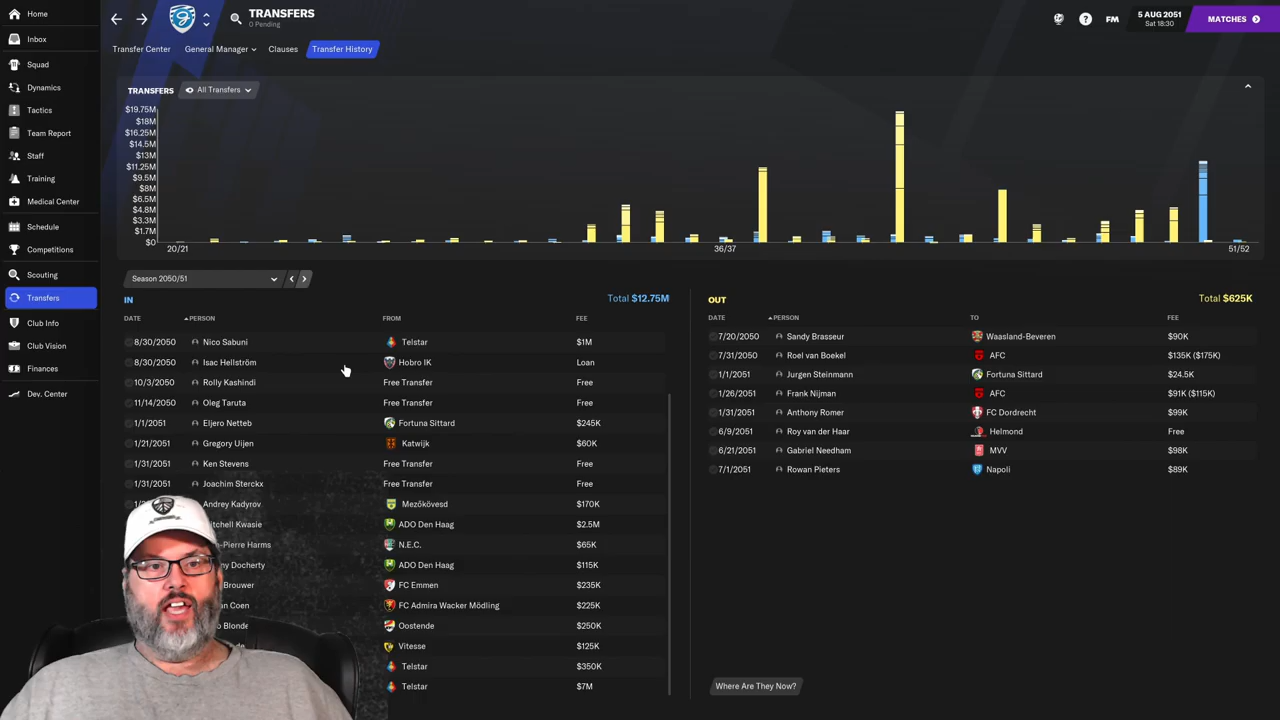 Home
Inbox
Squad
Dynamics
Tactics
Team Report
Staff
Training
Medical Center
Schedule
Competitions
Scouting
Transfers
Club Info
Club Vision
Finances
Dev. Center
TRANSFERS
0 Pending
FM
5 AUG 2051
Sat 18:30
MATCHES
Transfer Center
General Manager
Clauses
Transfer History
TRANSFERS
All Transfers
$19.75M
$18M
$16.25M
$14.5M
$13M
$11.25M
$9.5M
$8M
$6.5M
$4.8M
$3.3M
$1.7M
$0
20/21
36/37
51/52
Season 2050/51
IN
Total $12.75M
DATE PERSON FROM FEE
8/30/2050 Nico Sabuni Telstar $1M
8/30/2050 Isac Hellström Hobro IK Loan
10/3/2050 Rolly Kashindi Free Transfer Free
11/14/2050 Oleg Taruta Free Transfer Free
1/1/2051 Eljero Netteb Fortuna Sittard $245K
1/21/2051 Gregory Uijen Katwijk $60K
1/31/2051 Ken Stevens Free Transfer Free
1/31/2051 Joachim Sterckx Free Transfer Free
Andrey Kadyrov Mezőkövesd $170K
Kwasie ADO Den Haag $2.5M
-Pierre Harms N.E.C. $65K
Docherty ADO Den Haag $115K
Brouwer FC Emmen $235K
Coen FC Admira Wacker Mödling $225K
Blonde Oostende $250K
Vitesse $125K
Telstar $350K
Telstar $7M
OUT
Total $625K
DATE PERSON TO FEE
7/20/2050 Sandy Brasseur Waasland-Beveren $90K
7/31/2050 Roel van Boekel AFC $135K ($175K)
1/1/2051 Jurgen Steinmann Fortuna Sittard $24.5K
1/26/2051 Frank Nijman AFC $91K ($115K)
1/31/2051 Anthony Romer FC Dordrecht $99K
6/9/2051 Roy van der Haar Helmond Free
6/21/2051 Gabriel Needham MVV $98K
7/1/2051 Rowan Pieters Napoli $89K
Where Are They Now?